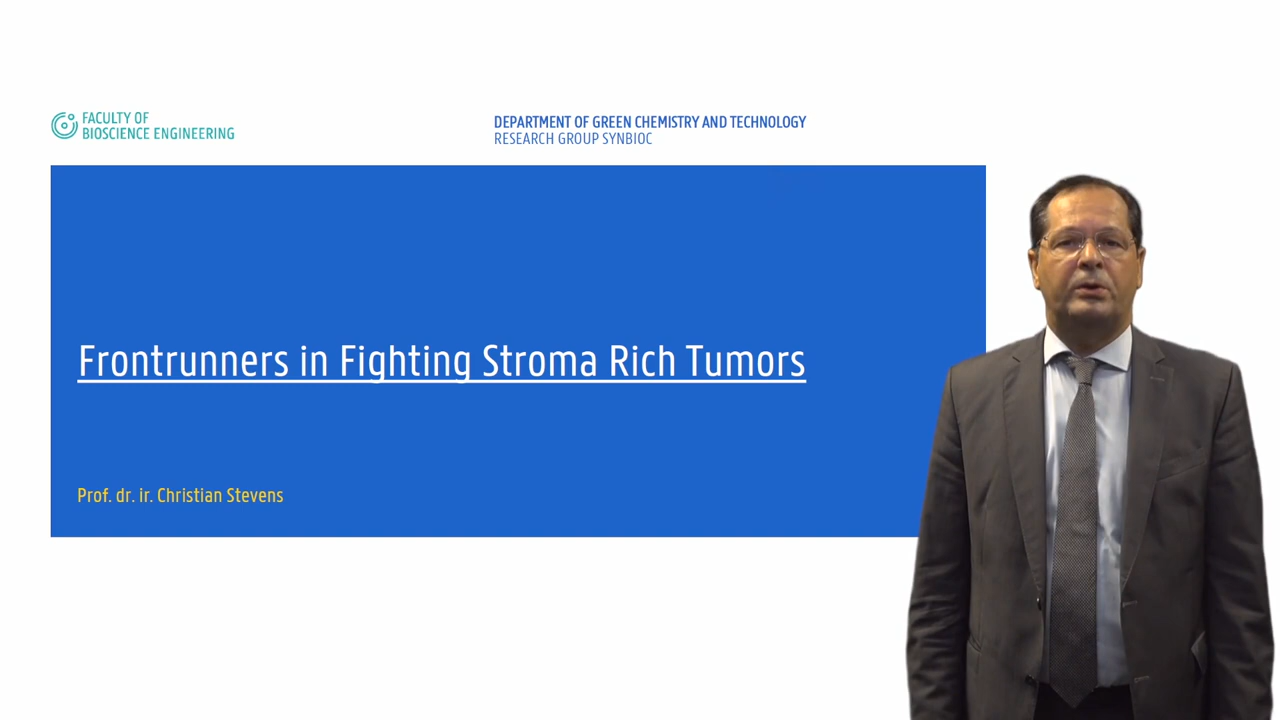 FACULTY OF
BIOSCIENCE ENGINEERING
DEPARTMENT OF GREEN CHEMISTRY AND TECHNOLOGY
RESEARCH GROUP SYNBIOC
Frontrunners in Fighting Stroma Rich Tumors
Prof. dr. ir. Christian Stevens